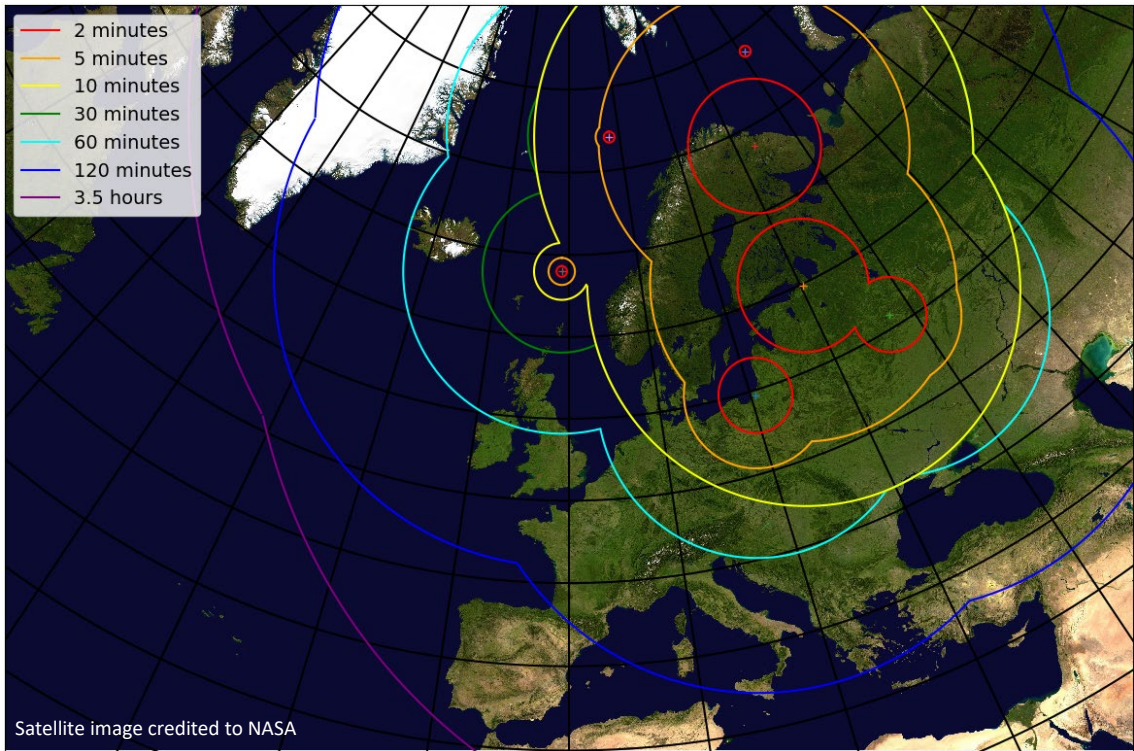 2 minutes
5 minutes
10 minutes
30 minutes
60 minutes
120 minutes
3.5 hours
Satellite image credited to NASA